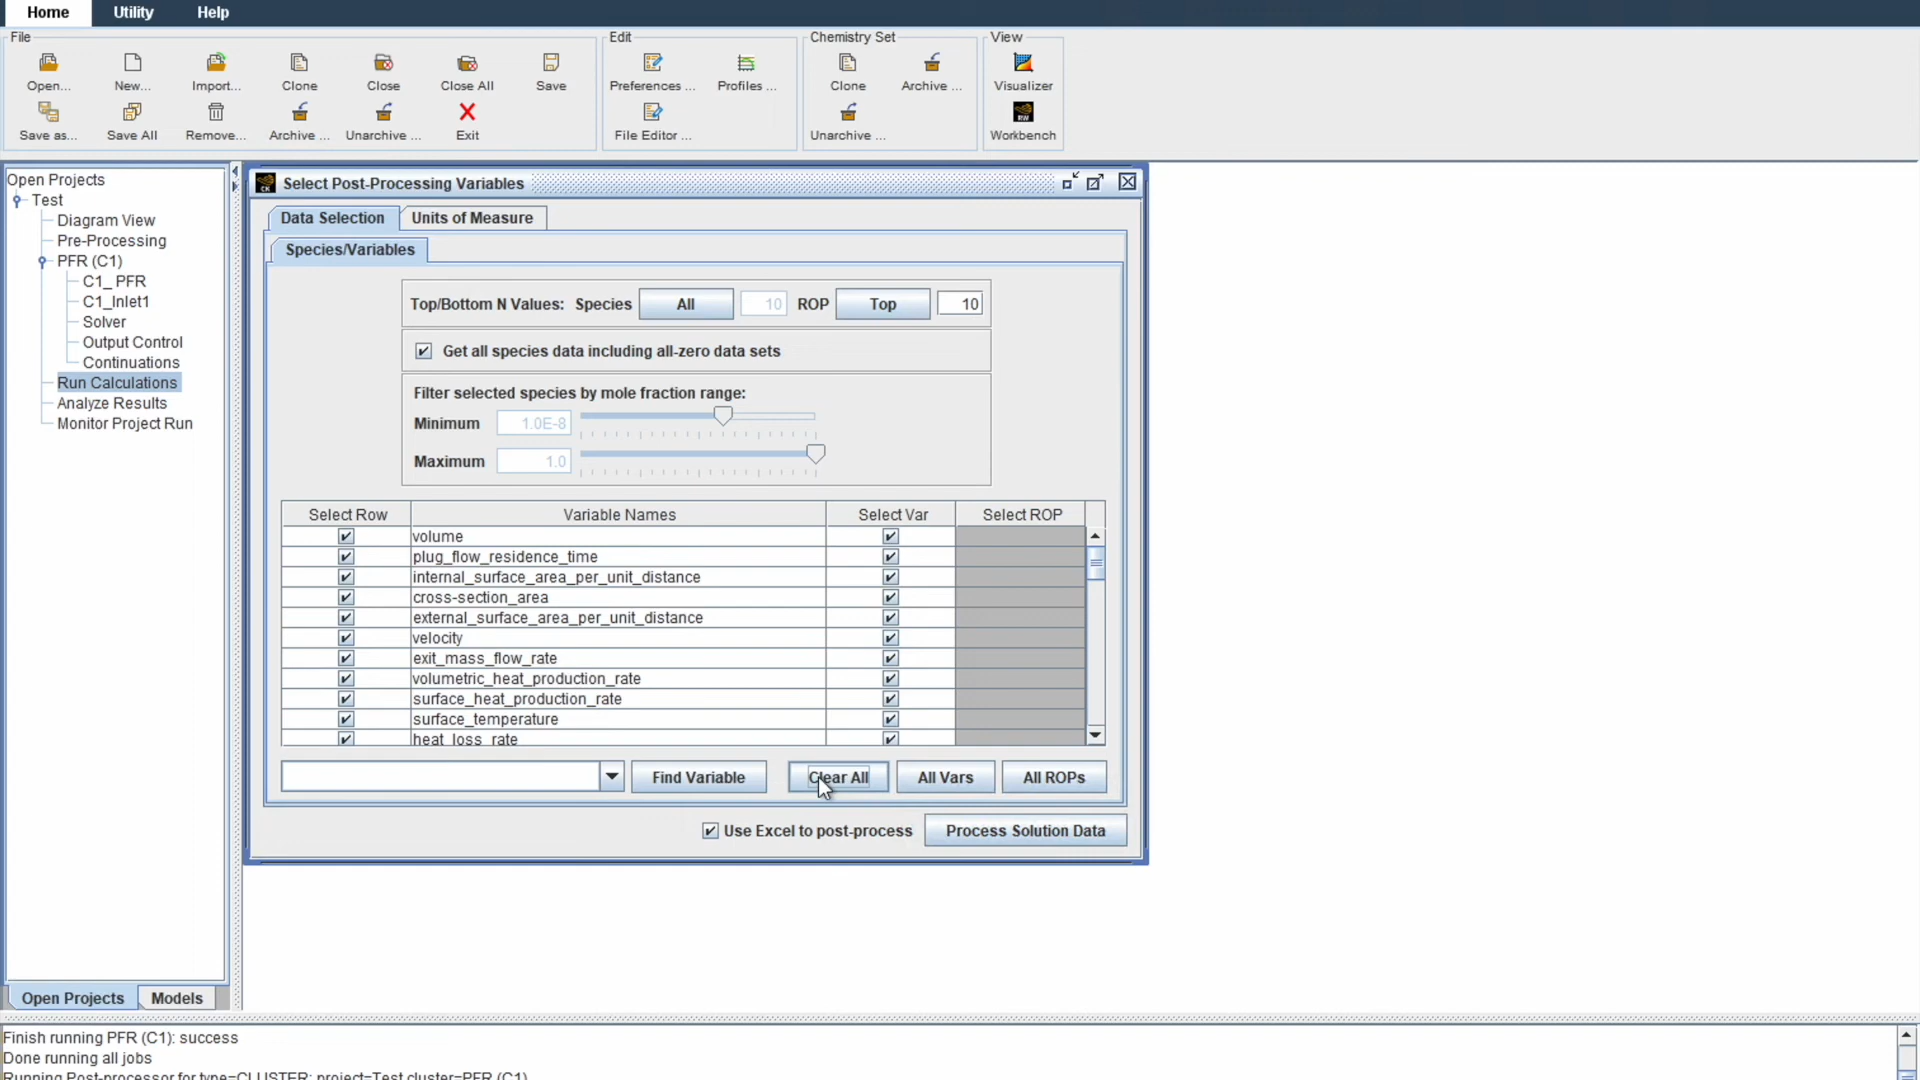 Home Utility Help
File Edit Chemistry Set View
Open... New... Import... Clone Close Close All Save Preferences ... Profiles ... Clone Archive ... Visualizer
Save as... Save All Remove... Archive ... Unarchive ... Exit File Editor ... Unarchive ... Workbench
Open Projects
Test
Diagram View
Pre-Processing
PFR (C1)
C1_ PFR
C1_Inlet1
Solver
Output Control
Continuations
Run Calculations
Analyze Results
Monitor Project Run
Open Projects Models
Select Post-Processing Variables
Data Selection Units of Measure
Species/Variables
Top/Bottom N Values: Species All 10 ROP Top 10
Get all species data including all-zero data sets
Filter selected species by mole fraction range:
Minimum 1.0E-8
Maximum 1.0
Select Row Variable Names Select Var Select ROP
volume
plug_flow_residence_time
internal_surface_area_per_unit_distance
cross-section_area
external_surface_area_per_unit_distance
velocity
exit_mass_flow_rate
volumetric_heat_production_rate
surface_heat_production_rate
surface_temperature
heat_loss_rate
Find Variable Clear All All Vars All ROPs
Use Excel to post-process Process Solution Data
Finish running PFR (C1): success
Done running all jobs
Running Post-processor for type=CLUSTER; project=Test cluster=PFR (C1)